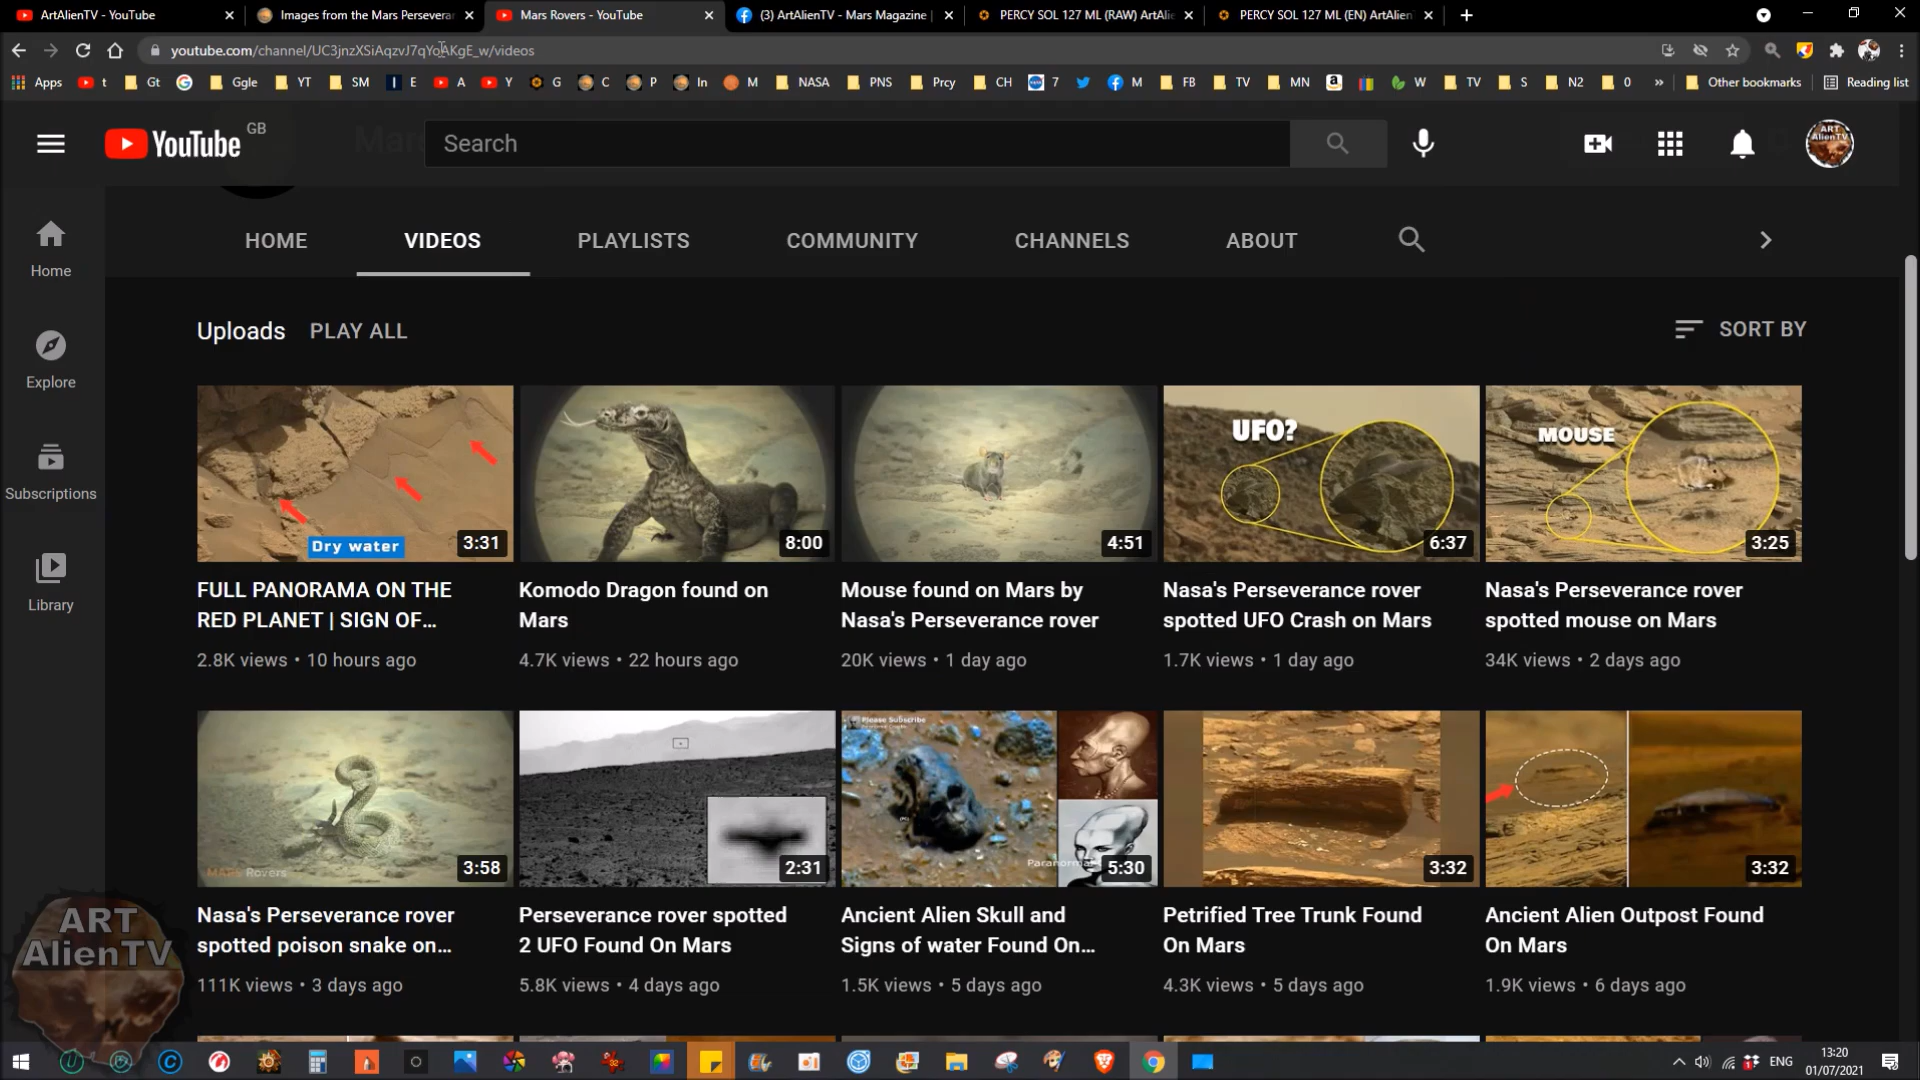 ArtAlienTV - YouTube
Images from the Mars Persevera
Mars Rovers - YouTube
(3) ArtAlienTV - Mars Magazine |
PERCY SOL 127 ML (RAW) ArtAlie
PERCY SOL 127 ML (EN) ArtAlien
Apps t Gt Ggle YT SM E A Y G C P In M NASA PNS Prcy CH 7 M FB TV MN W TV S N2 0 » Other bookmarks Reading list
YouTube GB
Search
HOME VIDEOS PLAYLISTS COMMUNITY CHANNELS ABOUT
Home
Explore
Subscriptions
Library
Uploads PLAY ALL SORT BY
Dry water 3:31
8:00
4:51
UFO? 6:37
MOUSE 3:25
FULL PANORAMA ON THE
RED PLANET | SIGN OF...
2.8K views • 10 hours ago
Komodo Dragon found on
Mars
4.7K views • 22 hours ago
Mouse found on Mars by
Nasa's Perseverance rover
20K views • 1 day ago
Nasa's Perseverance rover
spotted UFO Crash on Mars
1.7K views • 1 day ago
Nasa's Perseverance rover
spotted mouse on Mars
34K views • 2 days ago
MARS Rovers 3:58
2:31
Please Subscribe
5:30
3:32
3:32
Nasa's Perseverance rover
spotted poison snake on...
111K views • 3 days ago
Perseverance rover spotted
2 UFO Found On Mars
5.8K views • 4 days ago
Ancient Alien Skull and
Signs of water Found On...
1.5K views • 5 days ago
Petrified Tree Trunk Found
On Mars
4.3K views • 5 days ago
Ancient Alien Outpost Found
On Mars
1.9K views • 6 days ago
ART
AlienTV
ENG
13:20
01/07/2021